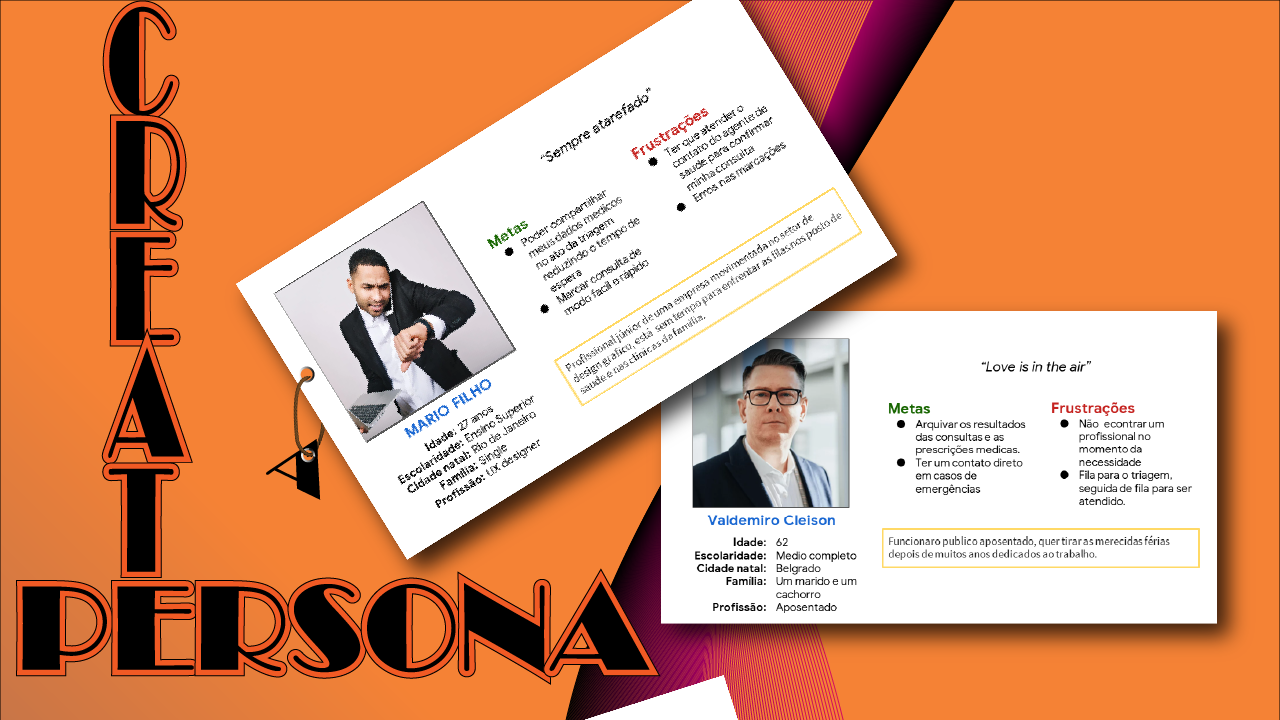 CREATE
PERSONA
“Sempre atarefado”
Metas
● Poder compartilhar
meus dados medicos
no ato da triagem
reduzindo o tempo de
espera
● Marcar consulta de
modo facil e rápido
Frustrações
● Ter que atender o
contato do agente de
saude para confirmar
minha consulta
● Erros nas marcações
MARIO FILHO
Idade: 27 anos
Escolaridade: Ensino Superior
Cidade natal: Rio de Janeiro
Família: Single
Profissão: UX designer
Profissional júnior de uma empresa movimentada no setor de
design gráfico, está sem tempo para enfrentar as filas nos posto de
saúde e nas clínicas da família.
“Love is in the air”
Metas
● Arquivar os resultados
das consultas e as
prescrições medicas.
● Ter um contato direto
em casos de
emergências
Frustrações
● Não econtrar um
profissional no
momento da
necessidade
● Fila para o triagem,
seguida de fila para ser
atendido.
Valdemiro Cleison
Idade: 62
Escolaridade: Medio completo
Cidade natal: Belgrado
Família: Um marido e um
cachorro
Profissão: Aposentado
Funcionaro publico aposentado, quer tirar as merecidas férias
depois de muitos anos dedicados ao trabalho.